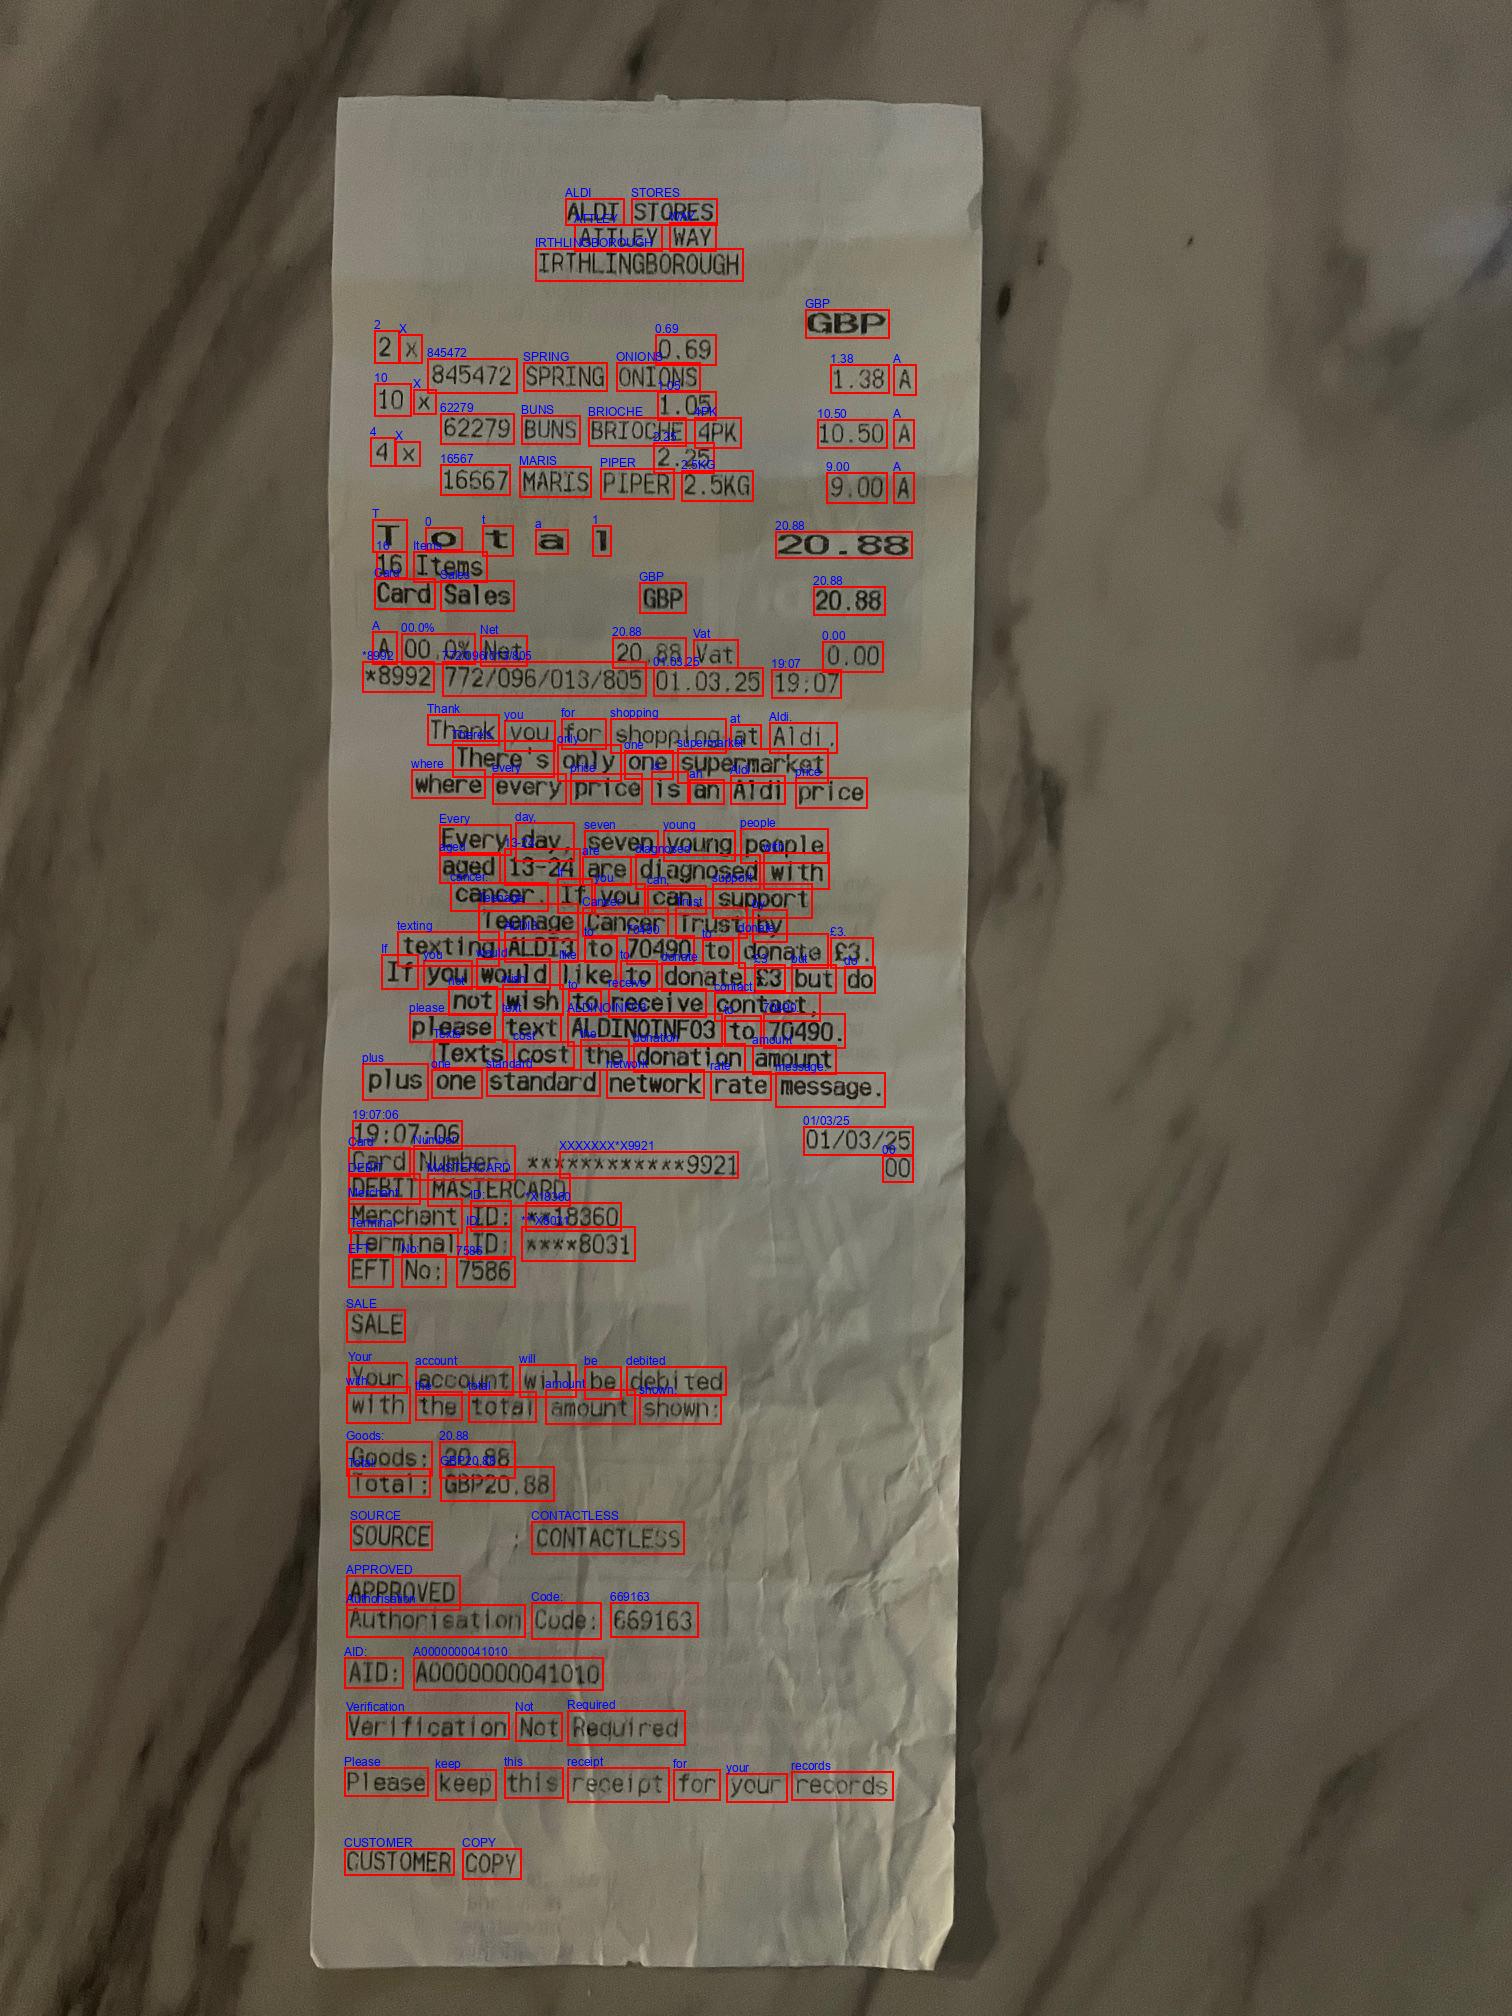 ALDI STORES
ATTLEY WAY
IRTHLINGBOROUGH
GBP
2 x 0.69
845472 SPRING ONIONS 1.38 A
10 x 1.05
62279 BUNS BRIOCHE 4PK 10.50 A
4 x 2.25
16667 MARIS PIPER 2.5KG 9.00 A
Total 20.88
16 Items
Card Sales GBP 20.88
A 00.0% Net 20.88 Vat 0.00
*8992 772/096/013/805 01.03.25 19:07
Thank you for shopping at Aldi.
There's only one supermarket
where every price is an Aldi price
Every day, seven young people
aged 13-24 are diagnosed with
cancer. If you can, support
Teenage Cancer Trust by
texting ALDI3 to 70490 to donate £3.
If you would like to donate £3 but do
not wish to receive contact,
please text ALDINOINFO3 to 70490.
Texts cost the donation amount
plus one standard network rate message.
19:07:06 01/03/25
Card Number: ************9921 00
DEBIT MASTERCARD
Merchant ID: **18360
Terminal ID: ****8031
EFT No: 7586
SALE
Your account will be debited
with the total amount shown:
Goods: 20.88
Total: GBP20.88
SOURCE : CONTACTLESS
APPROVED
Authorisation Code: 669163
AID: A0000000041010
Verification Not Required
Please keep this receipt for your records
CUSTOMER COPY